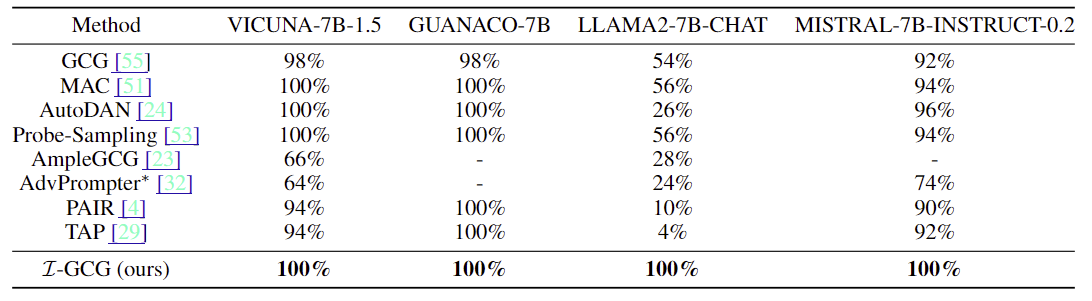 Method VICUNA-7B-1.5 GUANACO-7B LLAMA2-7B-CHAT MISTRAL-7B-INSTRUCT-0.2
GCG [55] 98% 98% 54% 92%
MAC [51] 100% 100% 56% 94%
AutoDAN [24] 100% 100% 26% 96%
Probe-Sampling [53] 100% 100% 56% 94%
AmpleGCG [23] 66% - 28% -
AdvPrompter* [32] 64% - 24% 74%
PAIR [4] 94% 100% 10% 90%
TAP [29] 94% 100% 4% 92%
ℐ-GCG (ours) 100% 100% 100% 100%